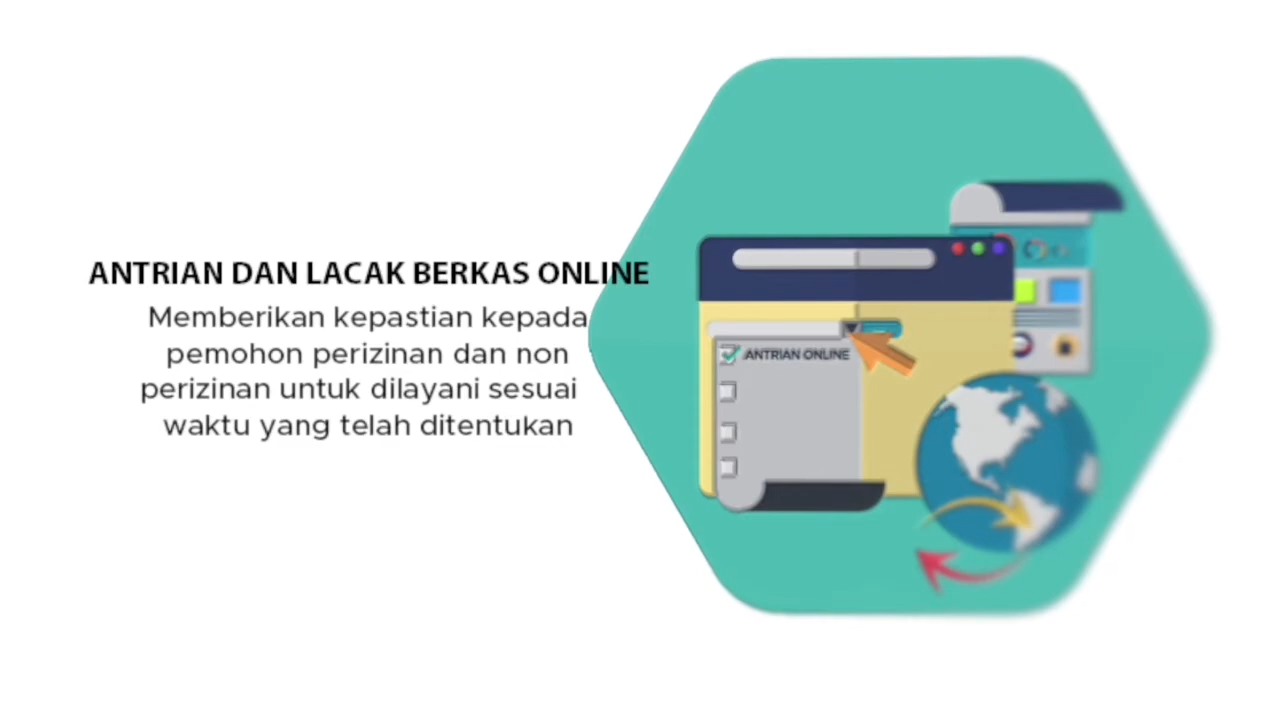 ANTRIAN DAN LACAK BERKAS ONLINE
Memberikan kepastian kepada
pemohon perizinan dan non
perizinan untuk dilayani sesuai
waktu yang telah ditentukan
ANTRIAN ONLINE